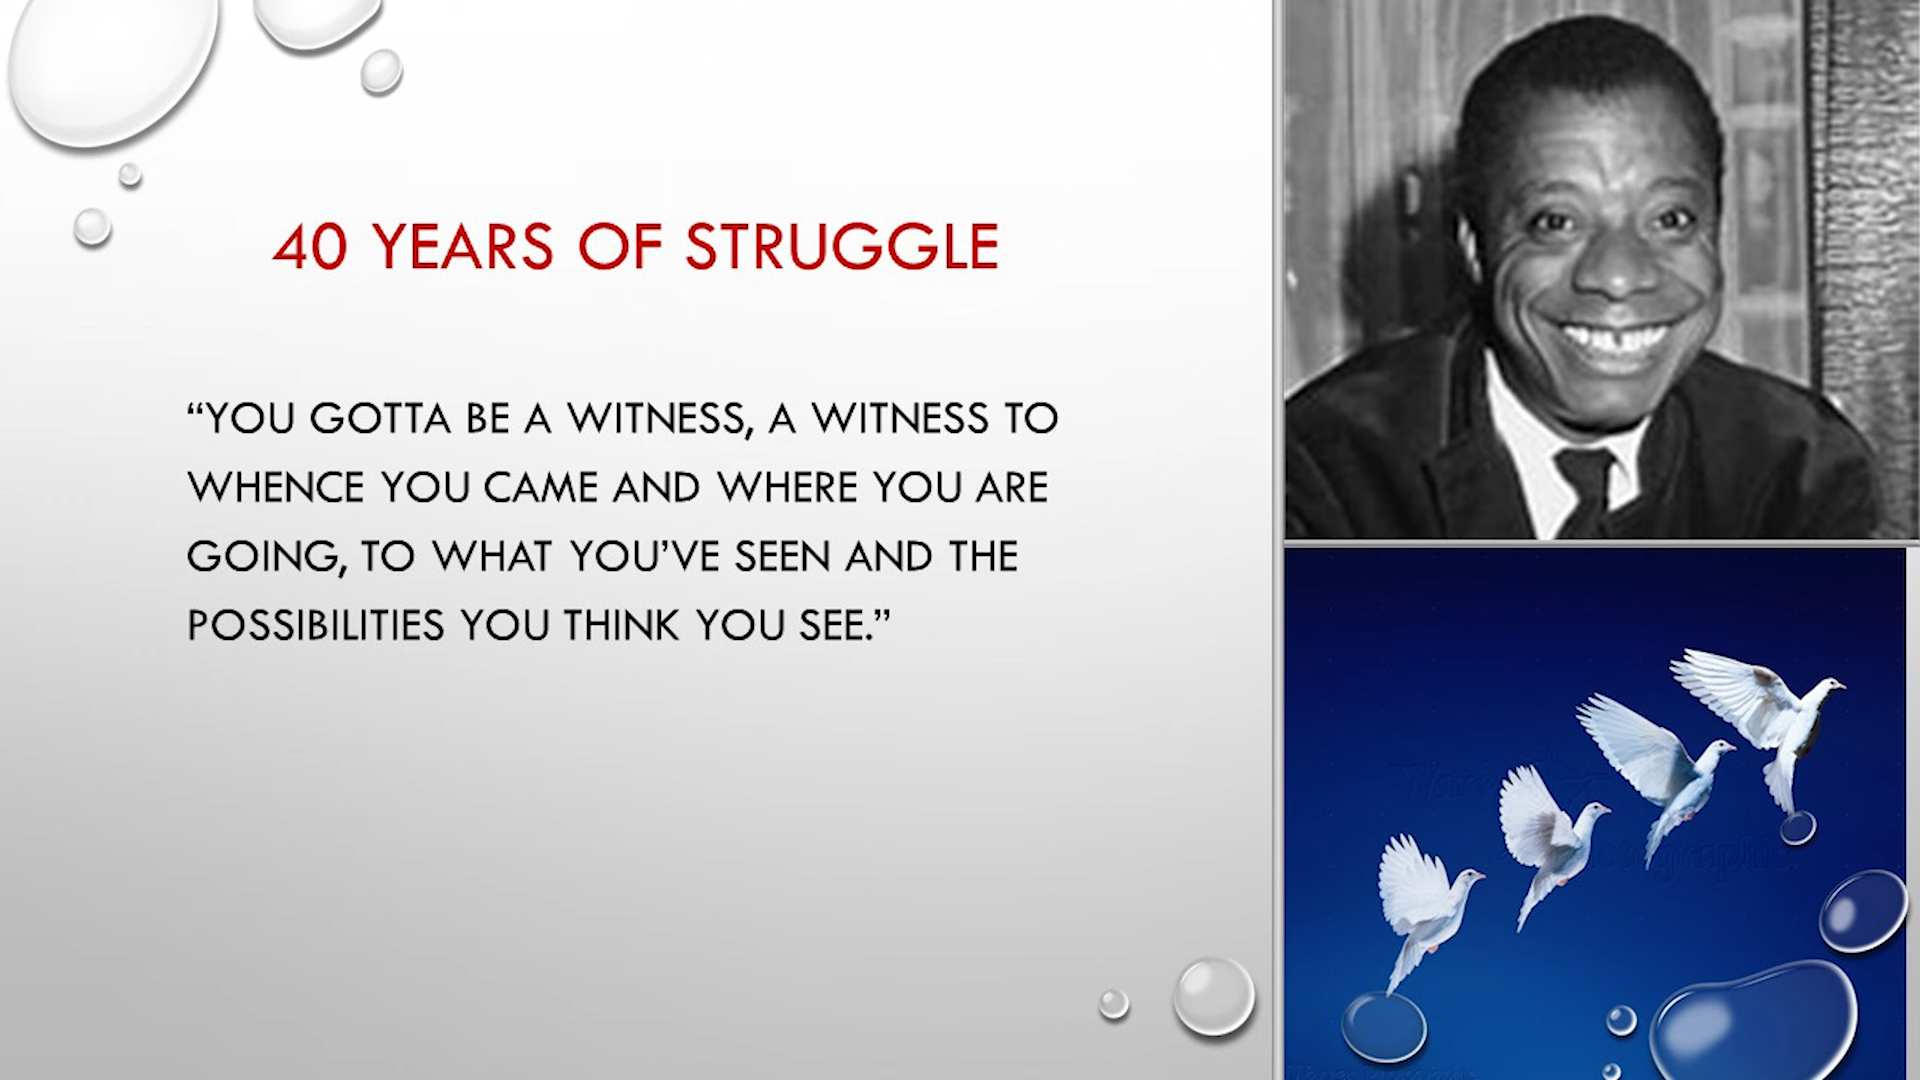 40 YEARS OF STRUGGLE
“YOU GOTTA BE A WITNESS, A WITNESS TO
WHENCE YOU CAME AND WHERE YOU ARE
GOING, TO WHAT YOU’VE SEEN AND THE
POSSIBILITIES YOU THINK YOU SEE.”